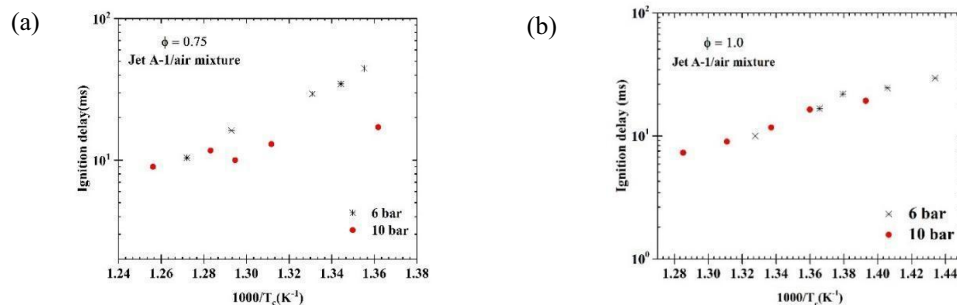 (a)
10²
ϕ = 0.75
Jet A-1/air mixture
Ignition delay(ms)
10¹
6 bar
10 bar
1.24 1.26 1.28 1.30 1.32 1.34 1.36 1.38
1000/T_c(K⁻¹)
(b)
10²
ϕ = 1.0
Jet A-1/air mixture
Ignition delay (ms)
10¹
6 bar
10 bar
10⁰
1.28 1.30 1.32 1.34 1.36 1.38 1.40 1.42 1.44
1000/T_c(K⁻¹)